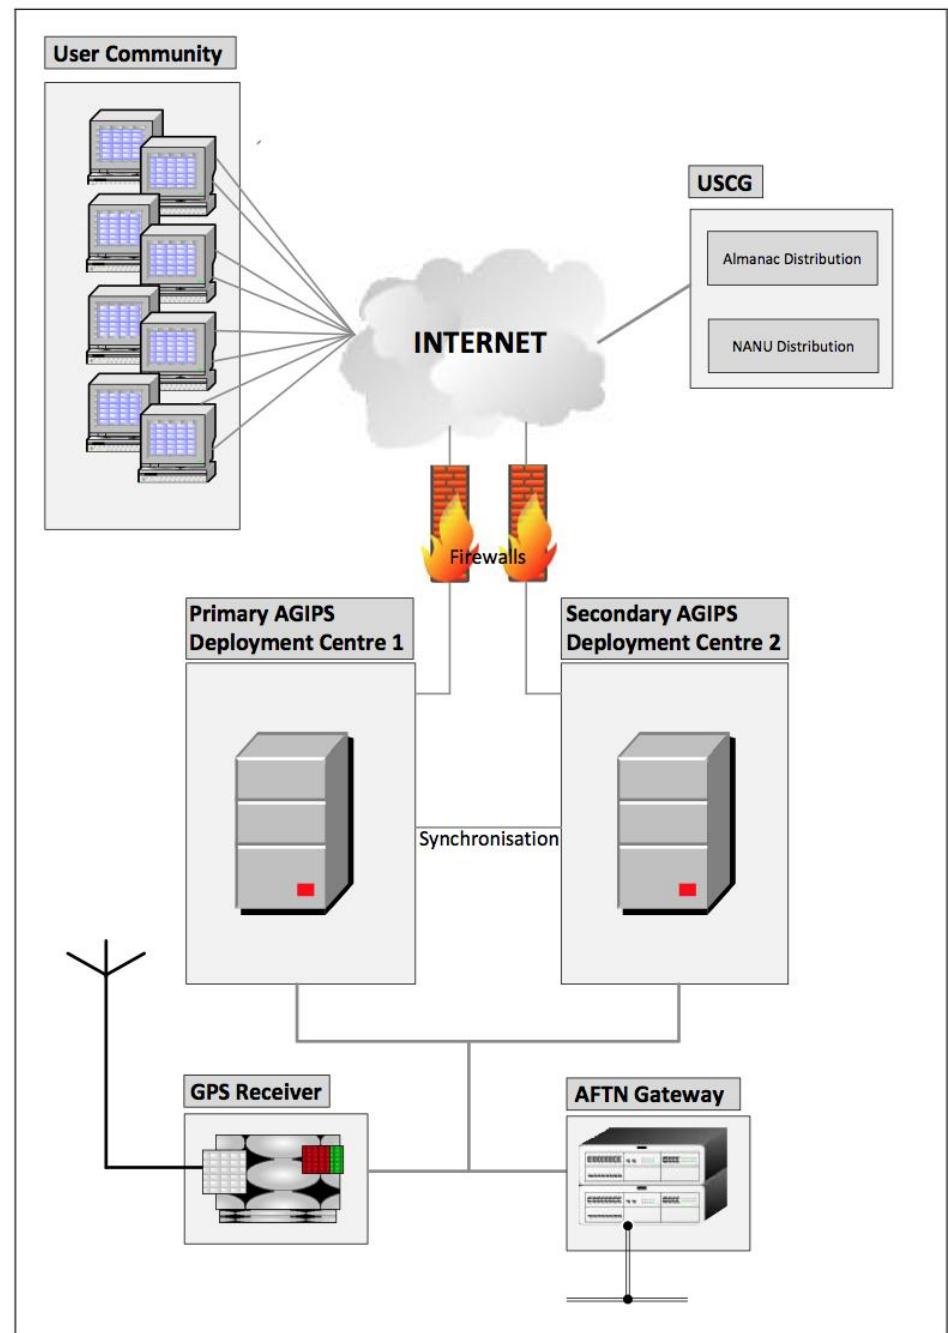 User Community
USCG
Almanac Distribution
NANU Distribution
INTERNET
Firewalls
Primary AGIPS
Deployment Centre 1
Secondary AGIPS
Deployment Centre 2
Synchronisation
GPS Receiver
AFTN Gateway